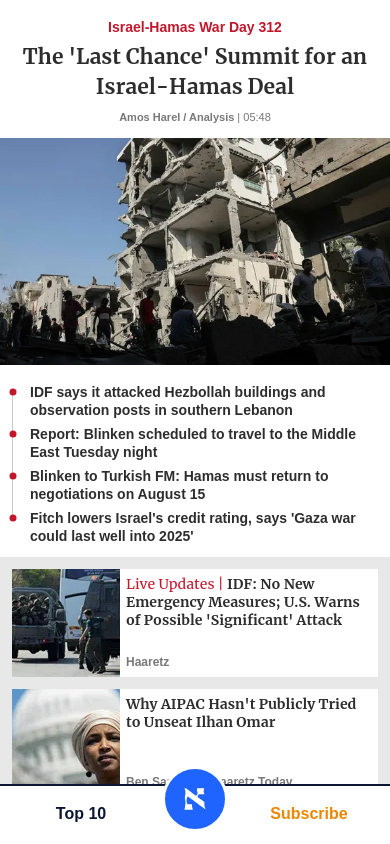 Israel-Hamas War Day 312
The 'Last Chance' Summit for an
Israel-Hamas Deal
Amos Harel / Analysis | 05:48
IDF says it attacked Hezbollah buildings and
observation posts in southern Lebanon
Report: Blinken scheduled to travel to the Middle
East Tuesday night
Blinken to Turkish FM: Hamas must return to
negotiations on August 15
Fitch lowers Israel's credit rating, says 'Gaza war
could last well into 2025'
Live Updates | IDF: No New
Emergency Measures; U.S. Warns
of Possible 'Significant' Attack
Haaretz
Why AIPAC Hasn't Publicly Tried
to Unseat Ilhan Omar
Ben Haaretz Today
א
Top 10
Subscribe